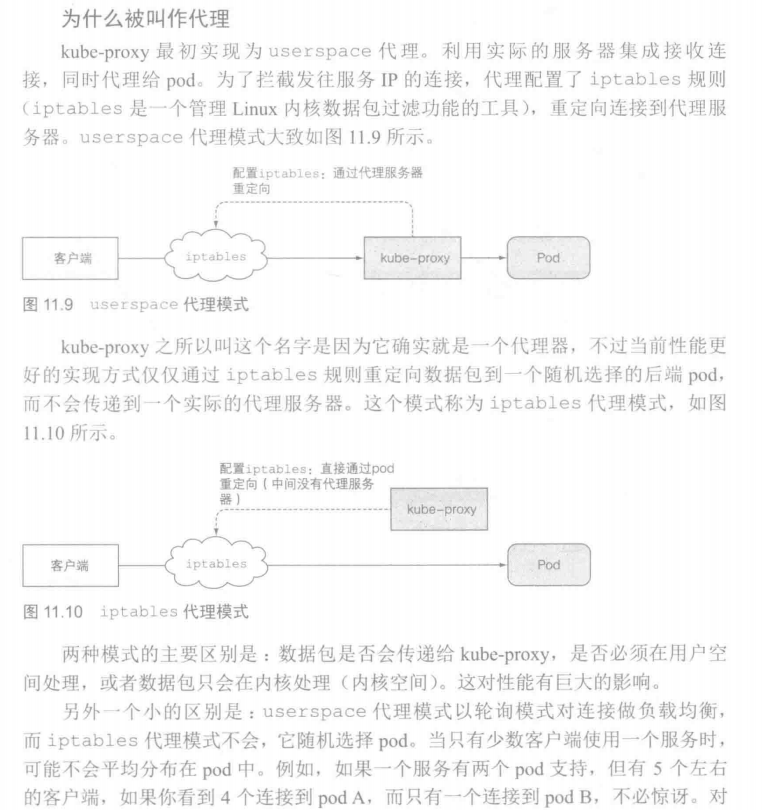 为什么被叫作代理
kube-proxy 最初实现为 userspace 代理。利用实际的服务器集成接收连
接，同时代理给 pod。为了拦截发往服务 IP 的连接，代理配置了 iptables 规则
（iptables 是一个管理 Linux 内核数据包过滤功能的工具），重定向连接到代理服
务器。userspace 代理模式大致如图 11.9 所示。
配置iptables：通过代理服务器
重定向
客户端
iptables
kube-proxy
Pod
图 11.9 userspace 代理模式
kube-proxy 之所以叫这个名字是因为它确实就是一个代理器，不过当前性能更
好的实现方式仅仅通过 iptables 规则重定向数据包到一个随机选择的后端 pod，
而不会传递到一个实际的代理服务器。这个模式称为 iptables 代理模式，如图
11.10 所示。
配置iptables：直接通过pod
重定向（中间没有代理服务
器）
kube-proxy
客户端
iptables
Pod
图 11.10 iptables 代理模式
两种模式的主要区别是：数据包是否会传递给 kube-proxy，是否必须在用户空
间处理，或者数据包只会在内核处理（内核空间）。这对性能有巨大的影响。
另外一个小的区别是：userspace 代理模式以轮询模式对连接做负载均衡，
而 iptables 代理模式不会，它随机选择 pod。当只有少数客户端使用一个服务时，
可能不会平均分布在 pod 中。例如，如果一个服务有两个 pod 支持，但有 5 个左右
的客户端，如果你看到 4 个连接到 pod A，而只有一个连接到 pod B，不必惊讶。对